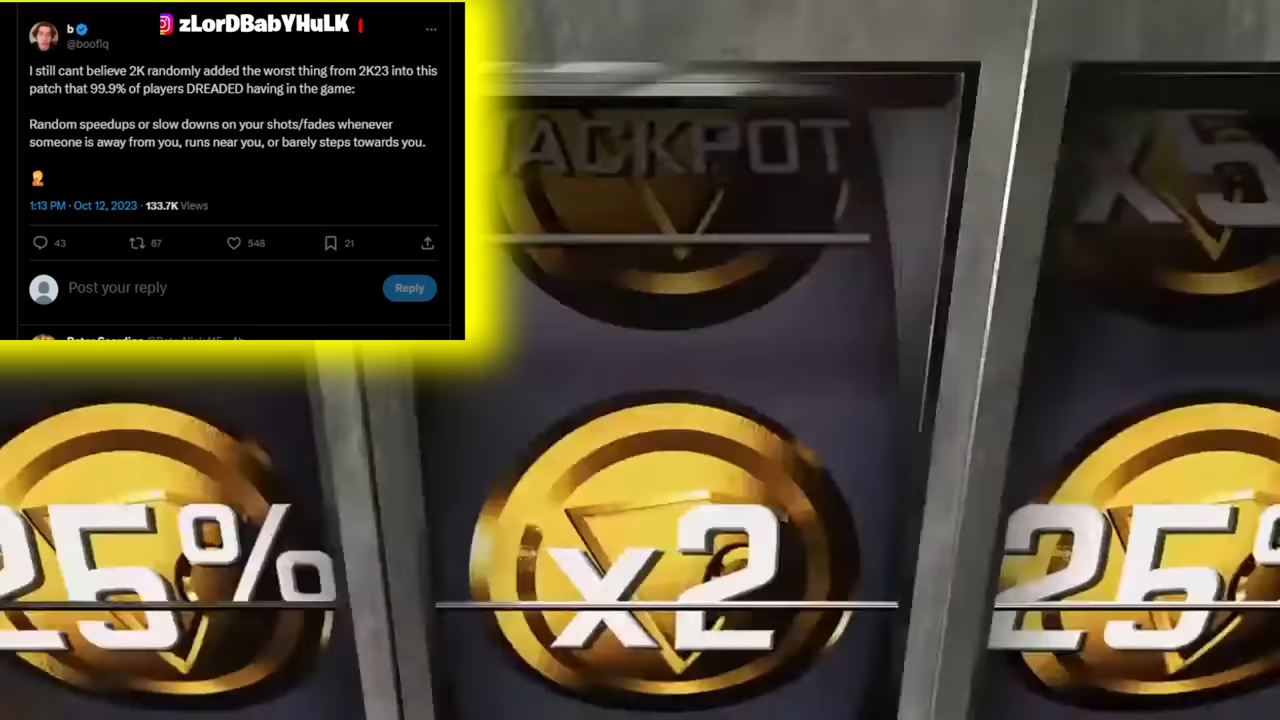 zLorDBabYHuLK
b
@boofiq
I still cant believe 2K randomly added the worst thing from 2K23 into this
patch that 99.9% of players DREADED having in the game:
Random speedups or slow downs on your shots/fades whenever
someone is away from you, runs near you, or barely steps towards you.
1:13 PM · Oct 12, 2023 · 133.7K Views
43 67 548 21
Post your reply
Reply
JACKPOT
x5
25%
x2
25%